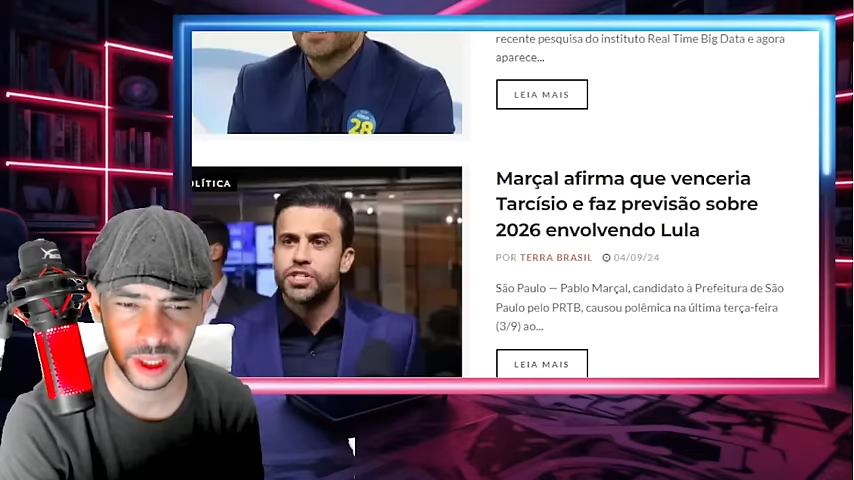 recente pesquisa do instituto Real Time Big Data e agora
aparece...
LEIA MAIS
28
OLÍTICA
Marçal afirma que venceria
Tarcísio e faz previsão sobre
2026 envolvendo Lula
POR TERRA BRASIL 04/09/24
São Paulo — Pablo Marçal, candidato à Prefeitura de São
Paulo pelo PRTB, causou polêmica na última terça-feira
(3/9) ao...
LEIA MAIS